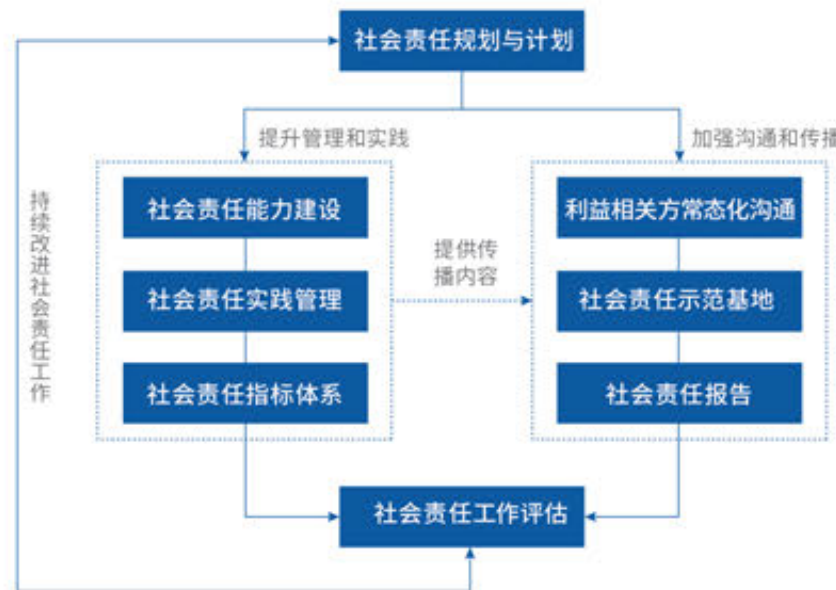 社会责任规划与计划
提升管理和实践
加强沟通和传播
社会责任能力建设
利益相关方常态化沟通
提供传
播内容
社会责任实践管理
社会责任示范基地
社会责任指标体系
社会责任报告
持续改进社会责任工作
社会责任工作评估